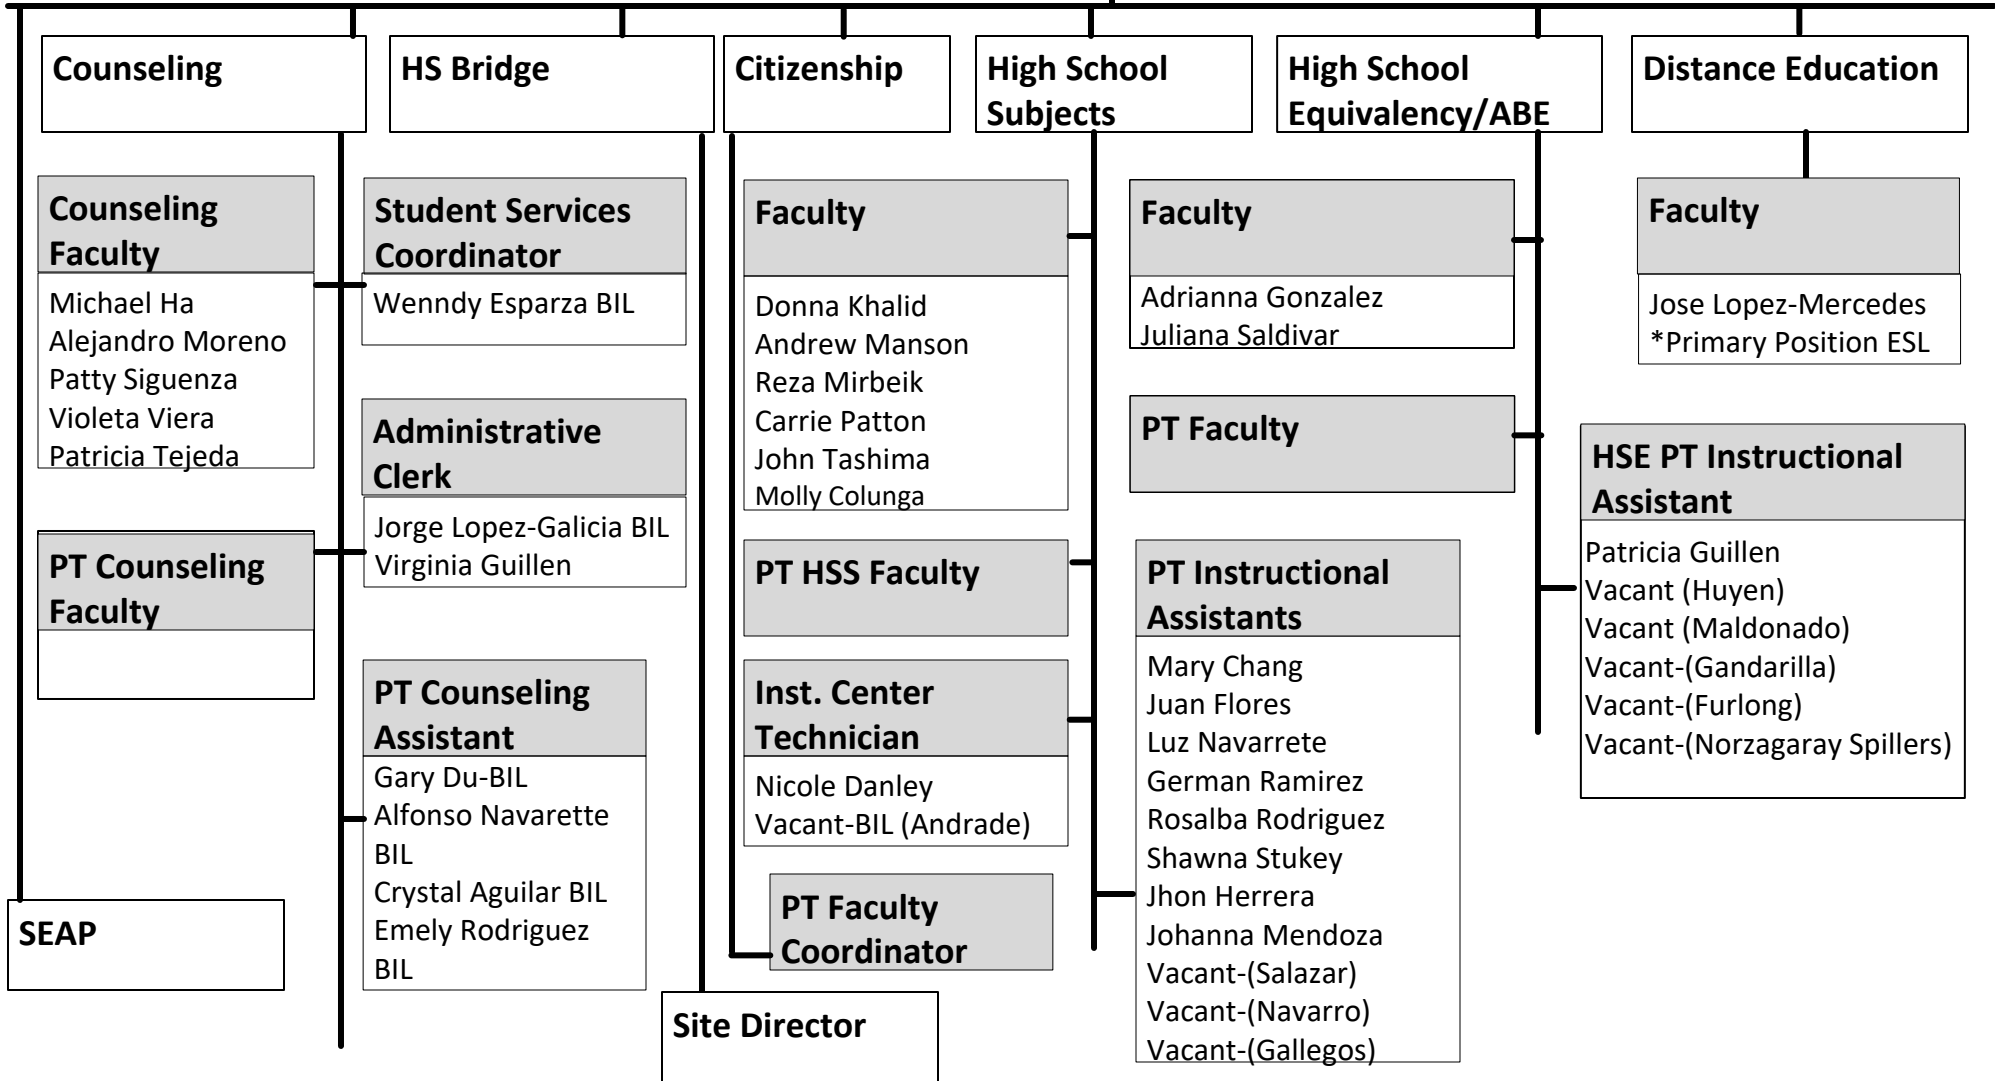 Counseling
HS Bridge
Citizenship
High School
Subjects
High School
Equivalency/ABE
Distance Education
Counseling
Faculty
Michael Ha
Alejandro Moreno
Patty Siguenza
Violeta Viera
Patricia Tejeda
PT Counseling
Faculty
SEAP
Student Services
Coordinator
Wenndy Esparza BIL
Administrative
Clerk
Jorge Lopez-Galicia BIL
Virginia Guillen
PT Counseling
Assistant
Gary Du-BIL
Alfonso Navarette
BIL
Crystal Aguilar BIL
Emely Rodriguez
BIL
Site Director
Faculty
Donna Khalid
Andrew Manson
Reza Mirbeik
Carrie Patton
John Tashima
Molly Colunga
PT HSS Faculty
Inst. Center
Technician
Nicole Danley
Vacant-BIL (Andrade)
PT Faculty
Coordinator
Faculty
Adrianna Gonzalez
Juliana Saldivar
PT Faculty
PT Instructional
Assistants
Mary Chang
Juan Flores
Luz Navarrete
German Ramirez
Rosalba Rodriguez
Shawna Stukey
Jhon Herrera
Johanna Mendoza
Vacant-(Salazar)
Vacant-(Navarro)
Vacant-(Gallegos)
Faculty
Jose Lopez-Mercedes
*Primary Position ESL
HSE PT Instructional
Assistant
Patricia Guillen
Vacant (Huyen)
Vacant (Maldonado)
Vacant-(Gandarilla)
Vacant-(Furlong)
Vacant-(Norzagaray Spillers)